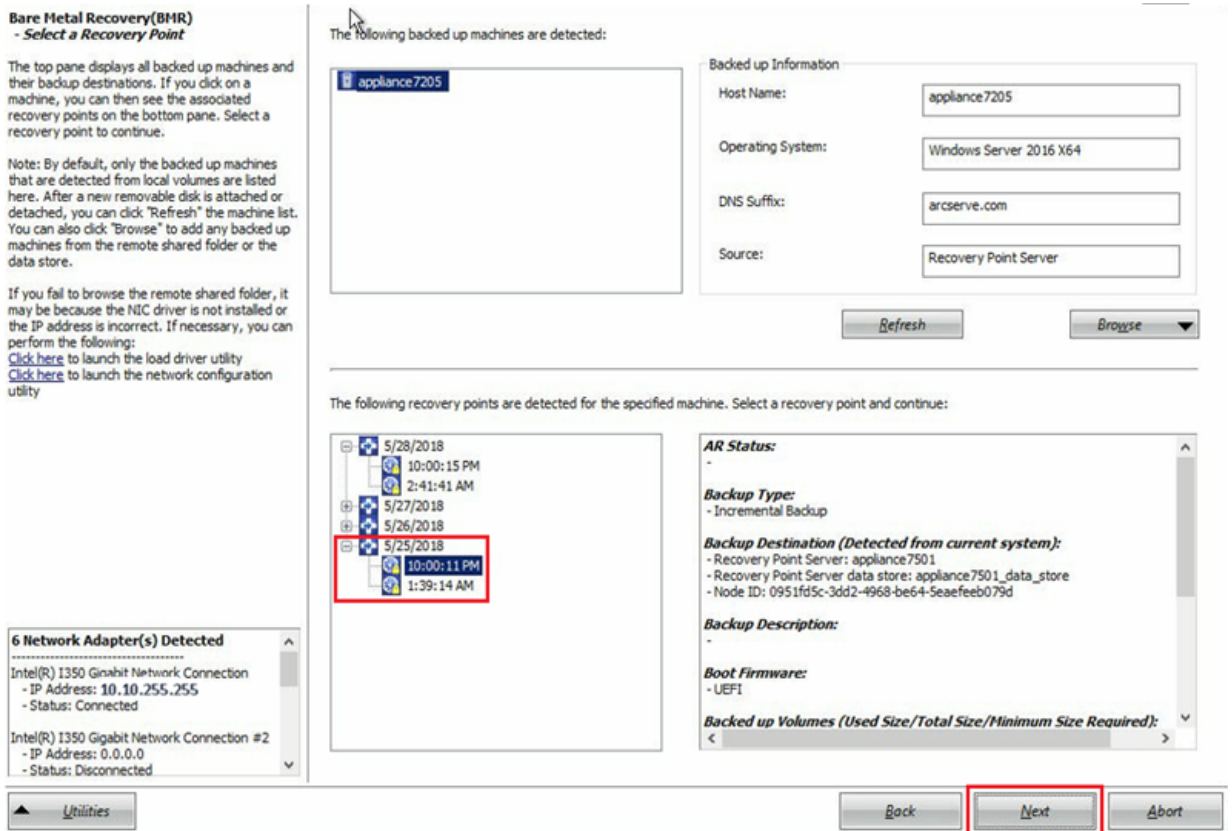 Bare Metal Recovery(BMR)
- Select a Recovery Point
The top pane displays all backed up machines and
their backup destinations. If you click on a
machine, you can then see the associated
recovery points on the bottom pane. Select a
recovery point to continue.
Note: By default, only the backed up machines
that are detected from local volumes are listed
here. After a new removable disk is attached or
detached, you can click "Refresh" the machine list.
You can also click "Browse" to add any backed up
machines from the remote shared folder or the
data store.
If you fail to browse the remote shared folder, it
may be because the NIC driver is not installed or
the IP address is incorrect. If necessary, you can
perform the following:
Click here to launch the load driver utility
Click here to launch the network configuration
utility
6 Network Adapter(s) Detected
------------------------------------
Intel(R) I350 Gigabit Network Connection
- IP Address: 10.10.255.255
- Status: Connected
Intel(R) I350 Gigabit Network Connection #2
- IP Address: 0.0.0.0
- Status: Disconnected
The following backed up machines are detected:
appliance7205
Backed up Information
Host Name: appliance7205
Operating System: Windows Server 2016 X64
DNS Suffix: arcserve.com
Source: Recovery Point Server
Refresh Browse
The following recovery points are detected for the specified machine. Select a recovery point and continue:
5/28/2018
10:00:15 PM
2:41:41 AM
5/27/2018
5/26/2018
5/25/2018
10:00:11 PM
1:39:14 AM
AR Status:
-
Backup Type:
- Incremental Backup
Backup Destination (Detected from current system):
- Recovery Point Server: appliance7501
- Recovery Point Server data store: appliance7501_data_store
- Node ID: 0951fd5c-3dd2-4968-be64-5eaefeeb079d
Backup Description:
-
Boot Firmware:
- UEFI
Backed up Volumes (Used Size/Total Size/Minimum Size Required):
Utilities Back Next Abort